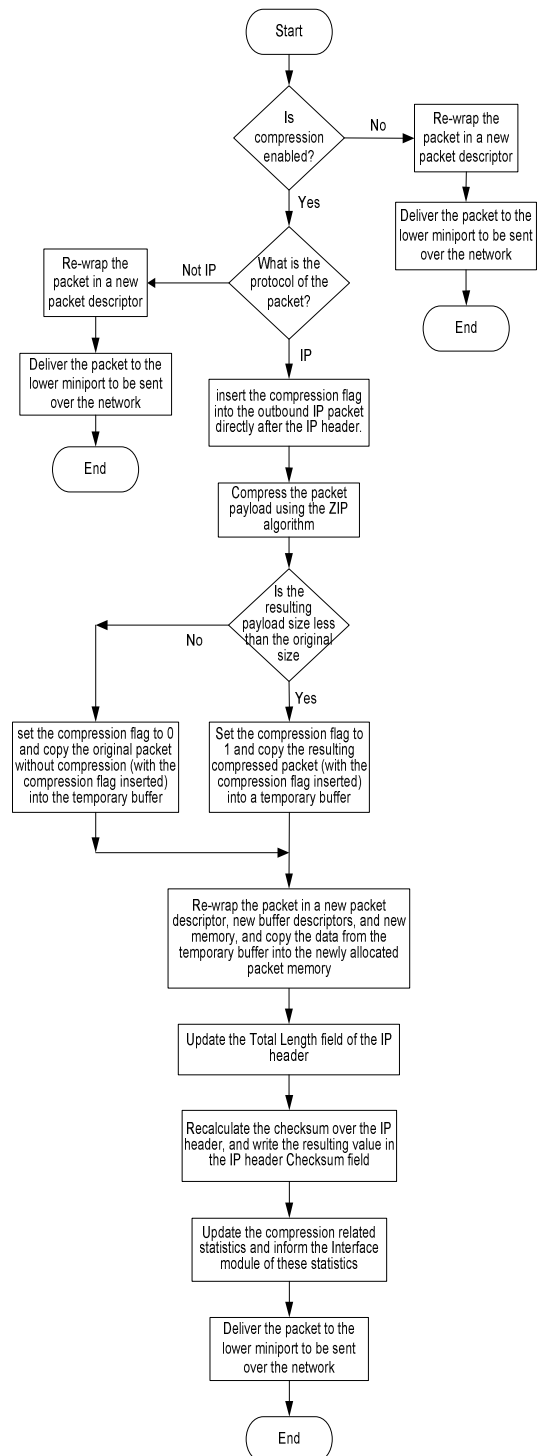 Start
Is
compression
enabled?
No
Re-wrap the
packet in a new
packet descriptor
Yes
Deliver the packet to the
lower miniport to be sent
over the network
End
What is the
protocol of the
packet?
Not IP
Re-wrap the
packet in a new
packet descriptor
Deliver the packet to the
lower miniport to be sent
over the network
End
IP
insert the compression flag
into the outbound IP packet
directly after the IP header.
Compress the packet
payload using the ZIP
algorithm
Is the
resulting
payload size less
than the original
size
No
Yes
set the compression flag to 0
and copy the original packet
without compression (with the
compression flag inserted)
into the temporary buffer
Set the compression flag to
1 and copy the resulting
compressed packet (with the
compression flag inserted)
into a temporary buffer
Re-wrap the packet in a new packet
descriptor, new buffer descriptors, and new
memory, and copy the data from the
temporary buffer into the newly allocated
packet memory
Update the Total Length field of the IP
header
Recalculate the checksum over the IP
header, and write the resulting value in
the IP header Checksum field
Update the compression related
statistics and inform the Interface
module of these statistics
Deliver the packet to the
lower miniport to be sent
over the network
End